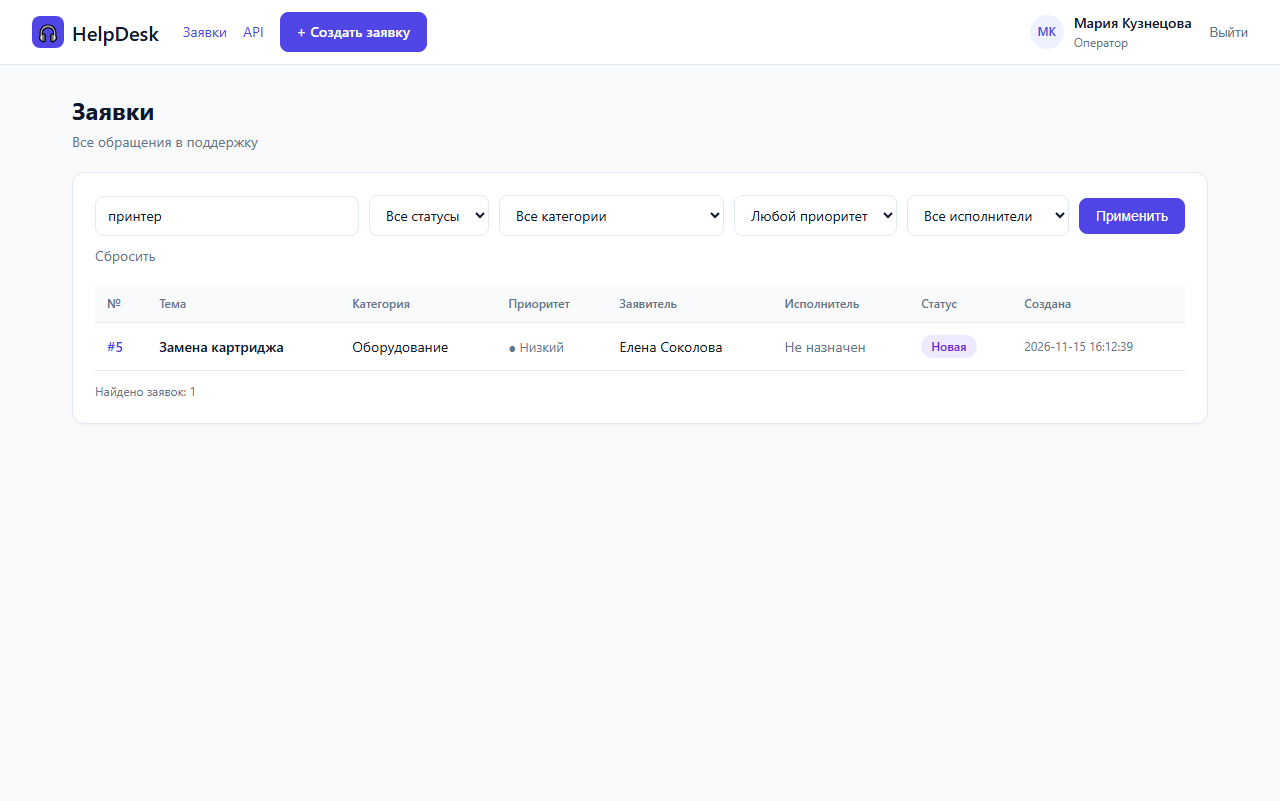 HelpDesk Заявки API + Создать заявку МК Мария Кузнецова Выйти
Оператор
Заявки
Все обращения в поддержку
принтер Все статусы Все категории Любой приоритет Все исполнители Применить
Сбросить
№ Тема Категория Приоритет Заявитель Исполнитель Статус Создана
#5 Замена картриджа Оборудование ● Низкий Елена Соколова Не назначен Новая 2026-11-15 16:12:39
Найдено заявок: 1